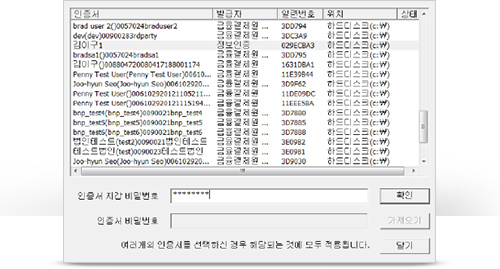 인증서 발급자 일련번호 위치 상태
brad user 2()0057024braduser2 금융결제원 ... 3DD794 하드디스크(c:₩)
dev(dev)00900283rdparty 금융결제원 ... 3DC3A9 하드디스크(c:₩)
김이구1 정보인증 029ECBA3 하드디스크(c:₩)
bradsa1()0057024bradsa1 금융결제원 ... 3DD795 하드디스크(c:₩)
김이구()0088047200804171788001174 금융결제원 ... 1631DBA1 하드디스크(c:₩)
Penny Test User(Penny Test User)00610... 금융결제원 ... 11E39B44 하드디스크(c:₩)
Joo-hyun Seo(Joo-hyun Seo)006102920... 금융결제원 ... 3D9F62 하드디스크(c:₩)
Penny Test User()006102920121105211... 금융결제원 ... 11DE09DC 하드디스크(c:₩)
Penny Test User()006102920121115194... 금융결제원 ... 11EEE5BA 하드디스크(c:₩)
bnp_test4(bnp_test4)0090021bnp_test4 금융결제원 ... 3D7880 하드디스크(c:₩)
bnp_test5(bnp_test5)0090021bnp_test5 금융결제원 ... 3D7885 하드디스크(c:₩)
bnp_test6(bnp_test6)0090021bnp_test6 금융결제원 ... 3D7888 하드디스크(c:₩)
법인테스트(test2)0090021법인테스트 금융결제원 ... 3E0982 하드디스크(c:₩)
테스트법인(test2)0090023테스트법인 금융결제원 ... 3E0981 하드디스크(c:₩)
Joo-hyun Seo(Joo-hyun Seo)006102920... 금융결제원 ... 3D9030 하드디스크(c:₩)
인증서 지갑 비밀번호 ******** 확인
인증서 비밀번호 가져오기
여러개의 인증서를 선택하신 경우 해당되는 것에 모두 적용됩니다. 닫기